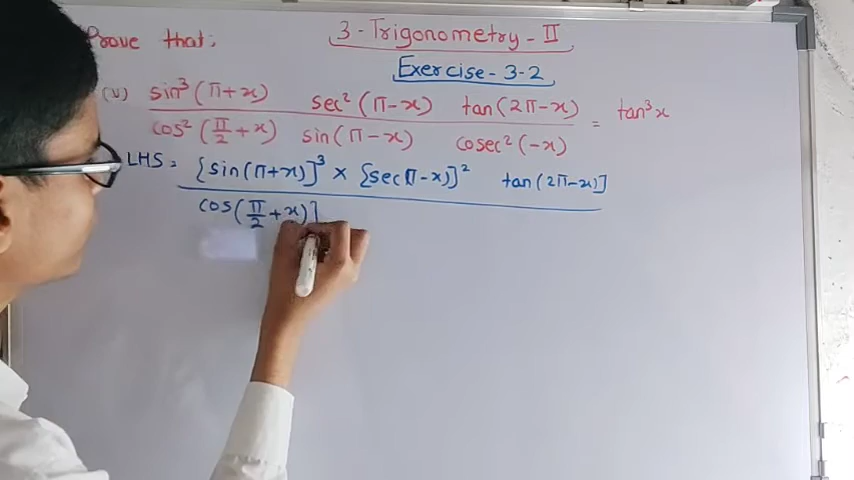 Prove that; 3-Trigonometry-II
Exercise-3-2
(v) sin³(π+x) sec²(π-x) tan(2π-x) = tan³x
cos²(π/2+x) sin(π-x) cosec²(-x)
LHS = [sin(π+x)]³ × [sec(π-x)]² tan(2π-x)]
cos(π/2+x)]